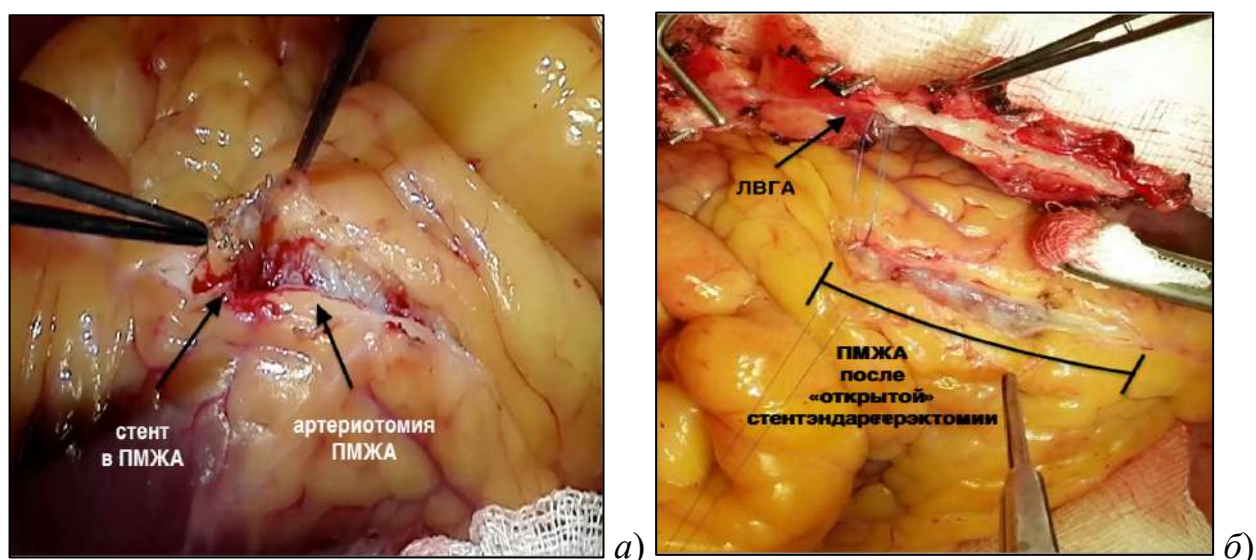 стент
в ПМЖА
артериотомия
ПМЖА
а)
ЛВГА
ПМЖА
после
«открытой»
стентэндартерэктомии
б)